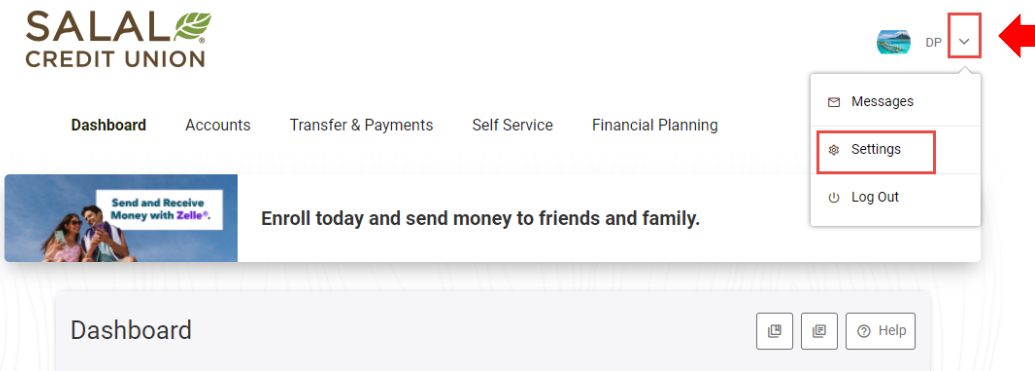 SALAL®
CREDIT UNION
DP
Messages
Settings
Log Out
Dashboard Accounts Transfer & Payments Self Service Financial Planning
Send and Receive
Money with Zelle®.
Enroll today and send money to friends and family.
Dashboard
Help